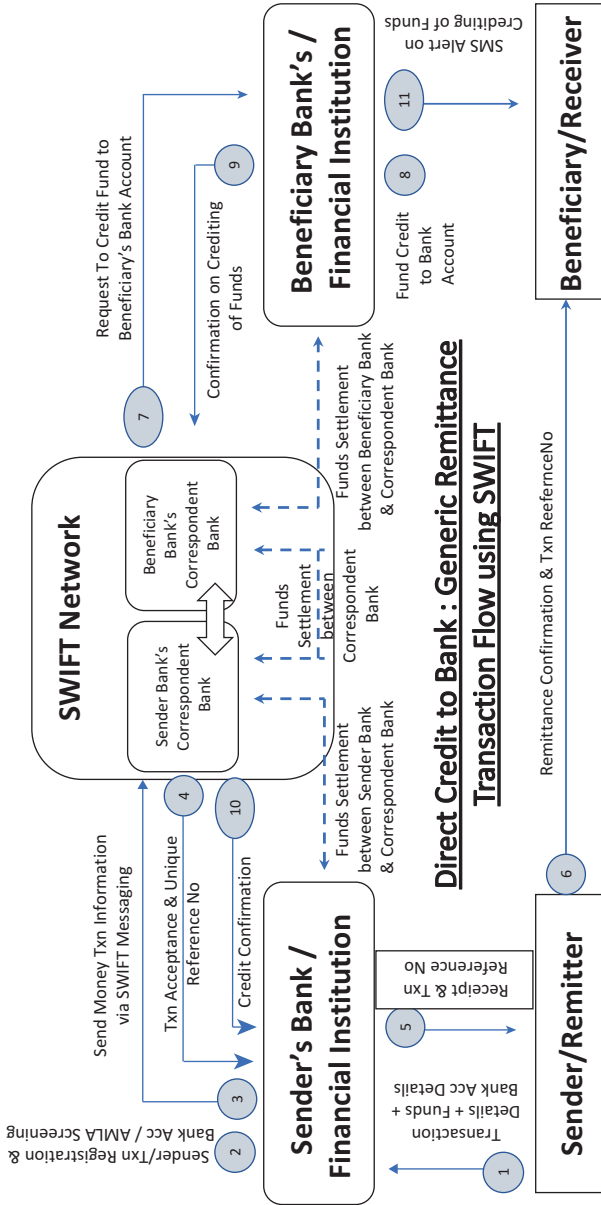 Sender/Txn Registration &
Bank Acc / AMLA Screening
2
3
Send Money Txn Information
via SWIFT Messaging
4
Txn Acceptance & Unique
Reference No
10
Credit Confirmation
SWIFT Network
Sender Bank's
Correspondent
Bank
Beneficiary
Bank's
Correspondent
Bank
7
Request To Credit Fund to
Beneficiary's Bank Account
9
Confirmation on Crediting
of Funds
Sender's Bank /
Financial Institution
Funds Settlement
between Sender Bank
& Correspondent Bank
Funds
Settlement
between
Correspondent
Bank
Funds Settlement
between Beneficiary Bank
& Correspondent Bank
Beneficiary Bank's /
Financial Institution
1
Transaction
Details + Funds +
Bank Acc Details
5
Receipt & Txn
Reference No
Direct Credit to Bank : Generic Remittance
Transaction Flow using SWIFT
Fund Credit
to Bank
Account
8
11
SMS Alert on
Crediting of Funds
Sender/Remitter
6
Remittance Confirmation & Txn ReefernceNo
Beneficiary/Receiver